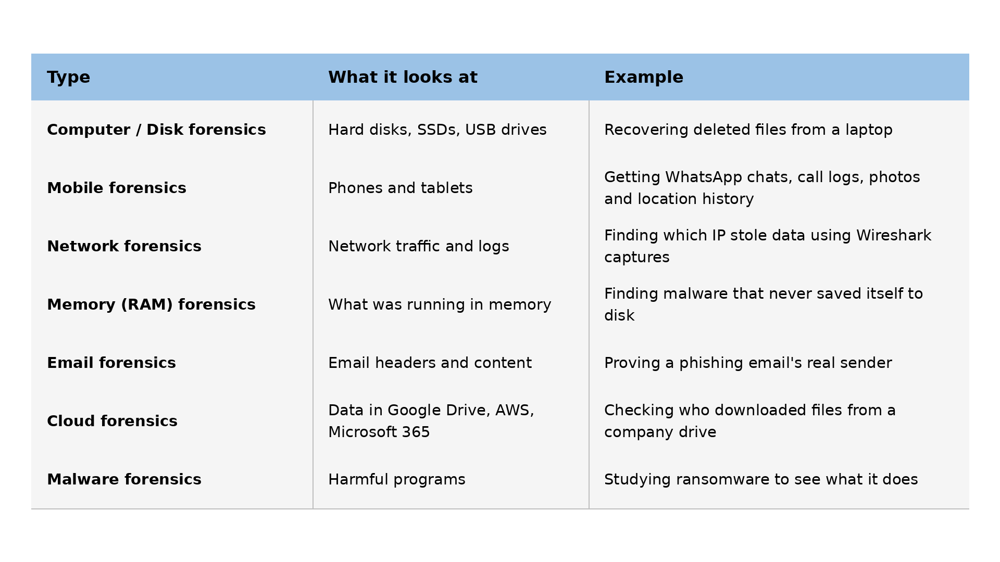 Type What it looks at Example
Computer / Disk forensics Hard disks, SSDs, USB drives Recovering deleted files from a laptop
Mobile forensics Phones and tablets Getting WhatsApp chats, call logs, photos
and location history
Network forensics Network traffic and logs Finding which IP stole data using Wireshark
captures
Memory (RAM) forensics What was running in memory Finding malware that never saved itself to
disk
Email forensics Email headers and content Proving a phishing email's real sender
Cloud forensics Data in Google Drive, AWS,
Microsoft 365
Checking who downloaded files from a
company drive
Malware forensics Harmful programs Studying ransomware to see what it does